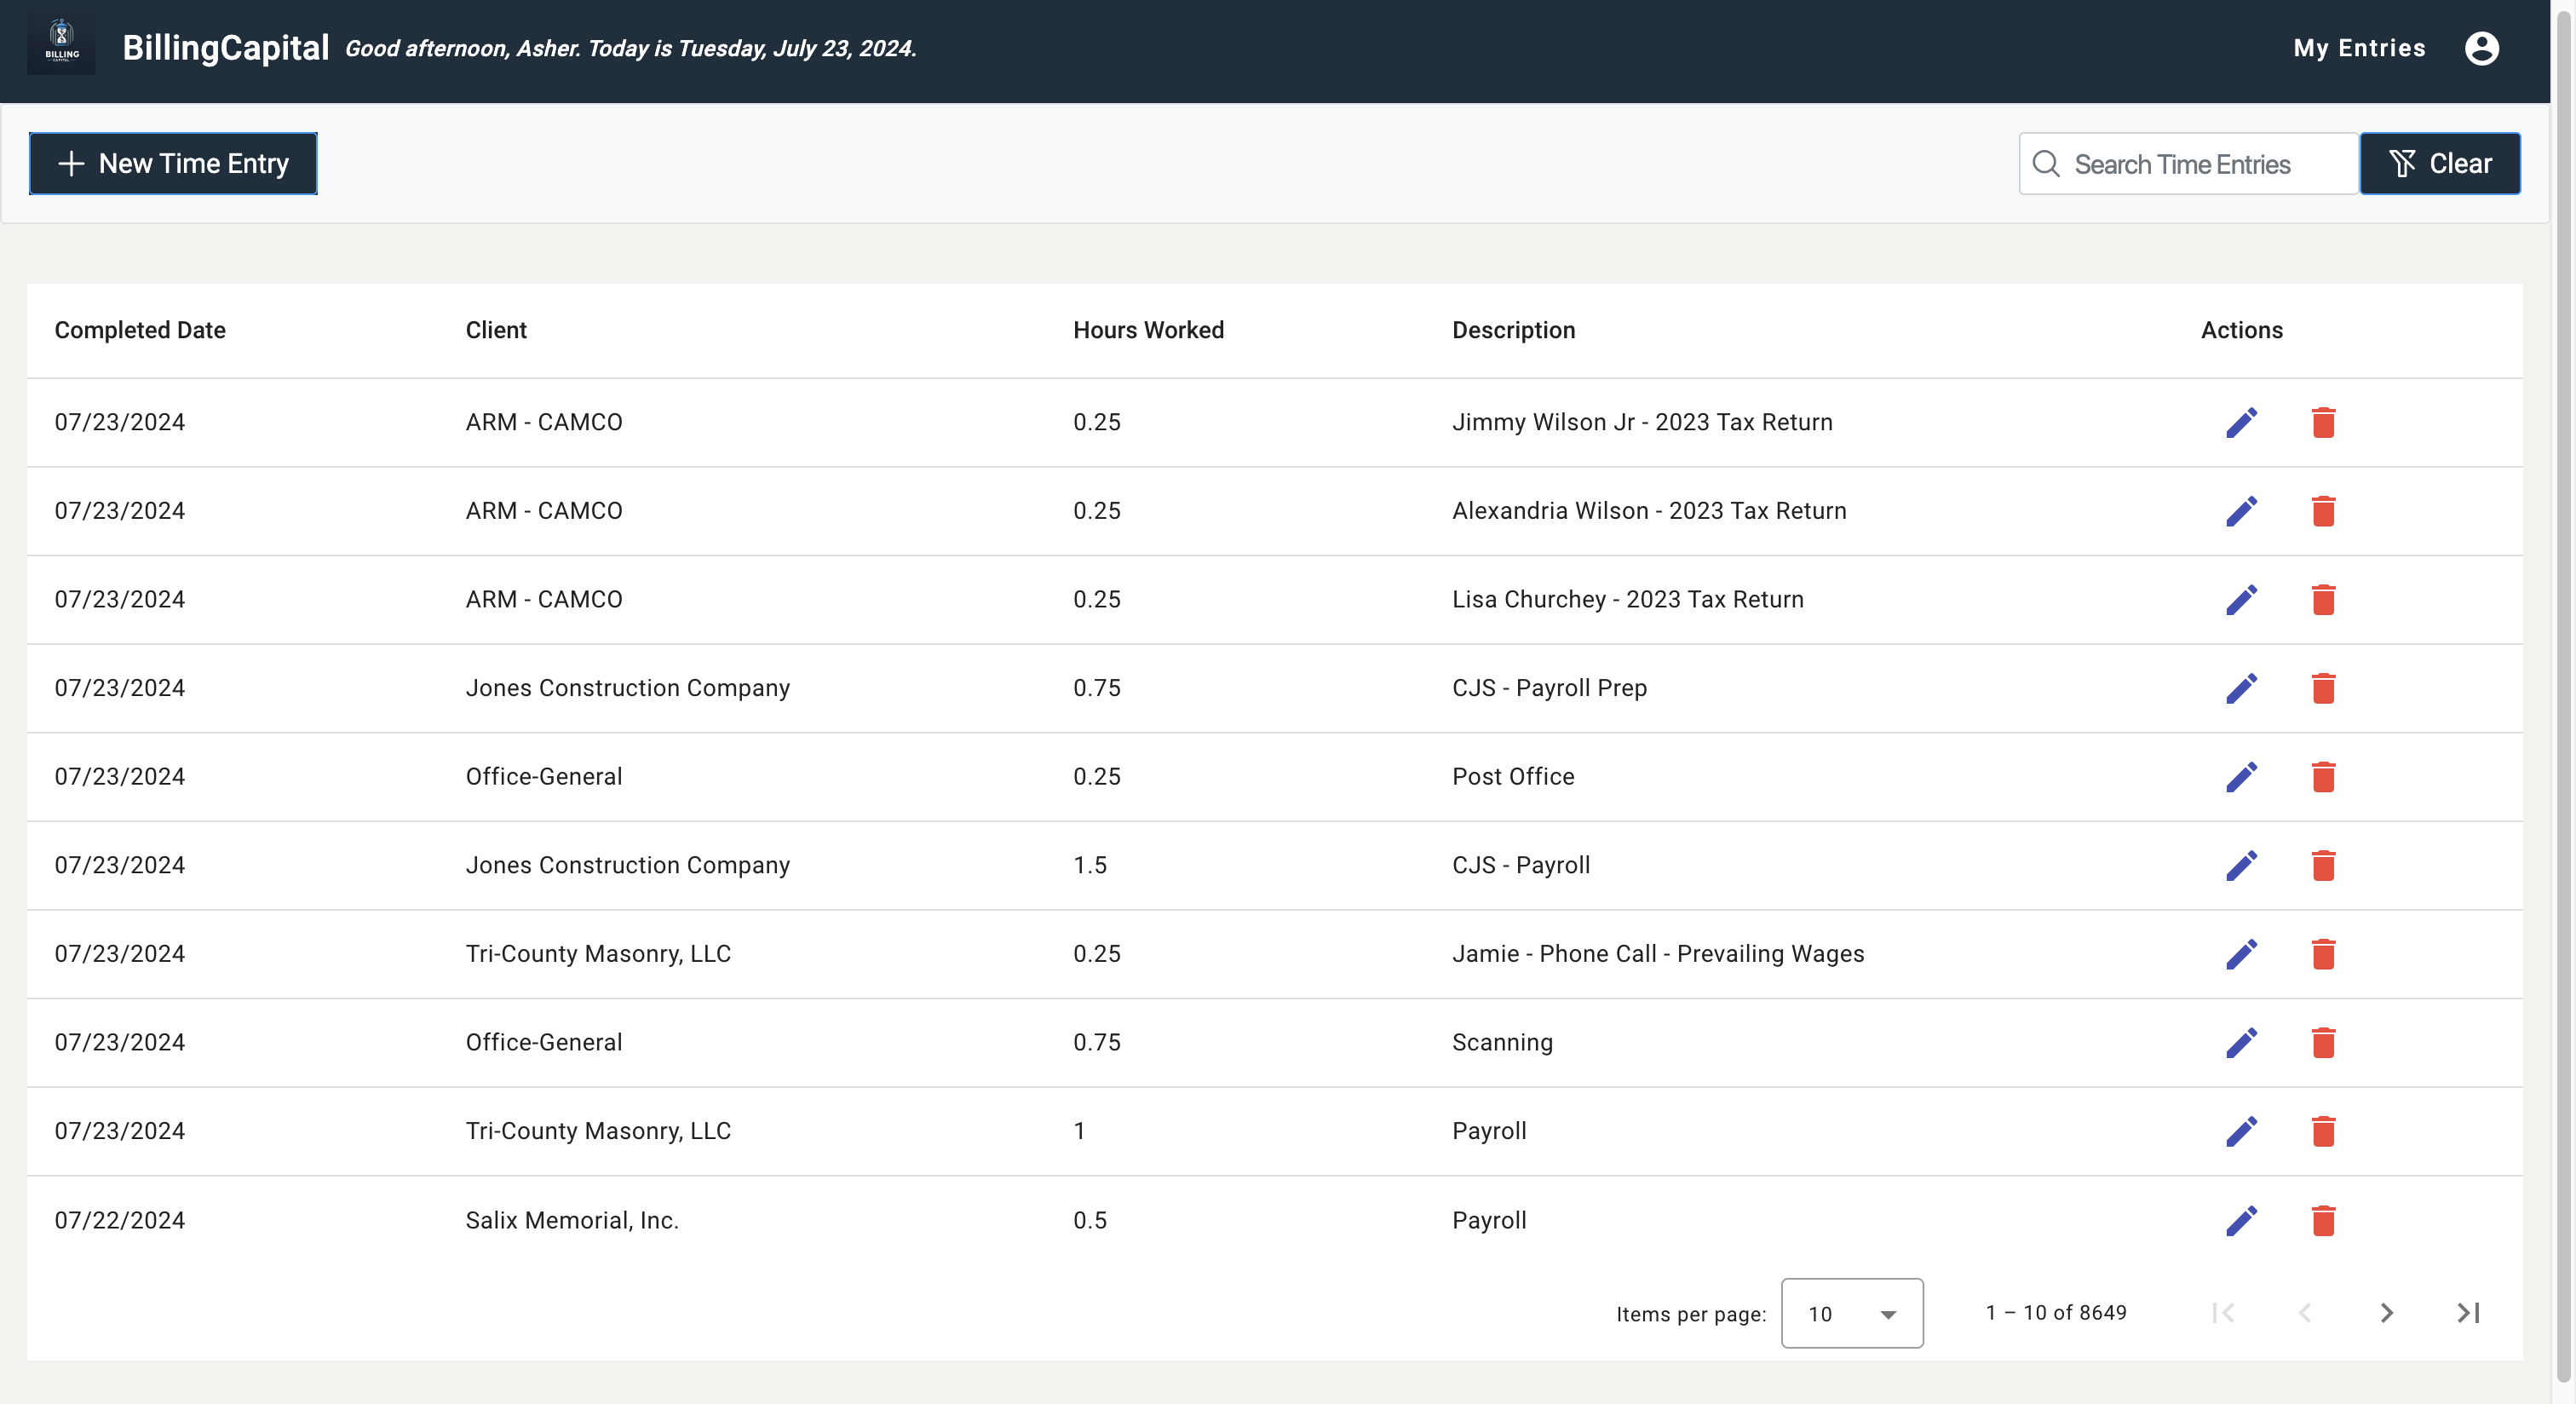 BILLING
CAPITAL
BillingCapital Good afternoon, Asher. Today is Tuesday, July 23, 2024. My Entries
New Time Entry Search Time Entries Clear
Completed Date Client Hours Worked Description Actions
07/23/2024 ARM - CAMCO 0.25 Jimmy Wilson Jr - 2023 Tax Return
07/23/2024 ARM - CAMCO 0.25 Alexandria Wilson - 2023 Tax Return
07/23/2024 ARM - CAMCO 0.25 Lisa Churchey - 2023 Tax Return
07/23/2024 Jones Construction Company 0.75 CJS - Payroll Prep
07/23/2024 Office-General 0.25 Post Office
07/23/2024 Jones Construction Company 1.5 CJS - Payroll
07/23/2024 Tri-County Masonry, LLC 0.25 Jamie - Phone Call - Prevailing Wages
07/23/2024 Office-General 0.75 Scanning
07/23/2024 Tri-County Masonry, LLC 1 Payroll
07/22/2024 Salix Memorial, Inc. 0.5 Payroll
Items per page: 10 1 – 10 of 8649